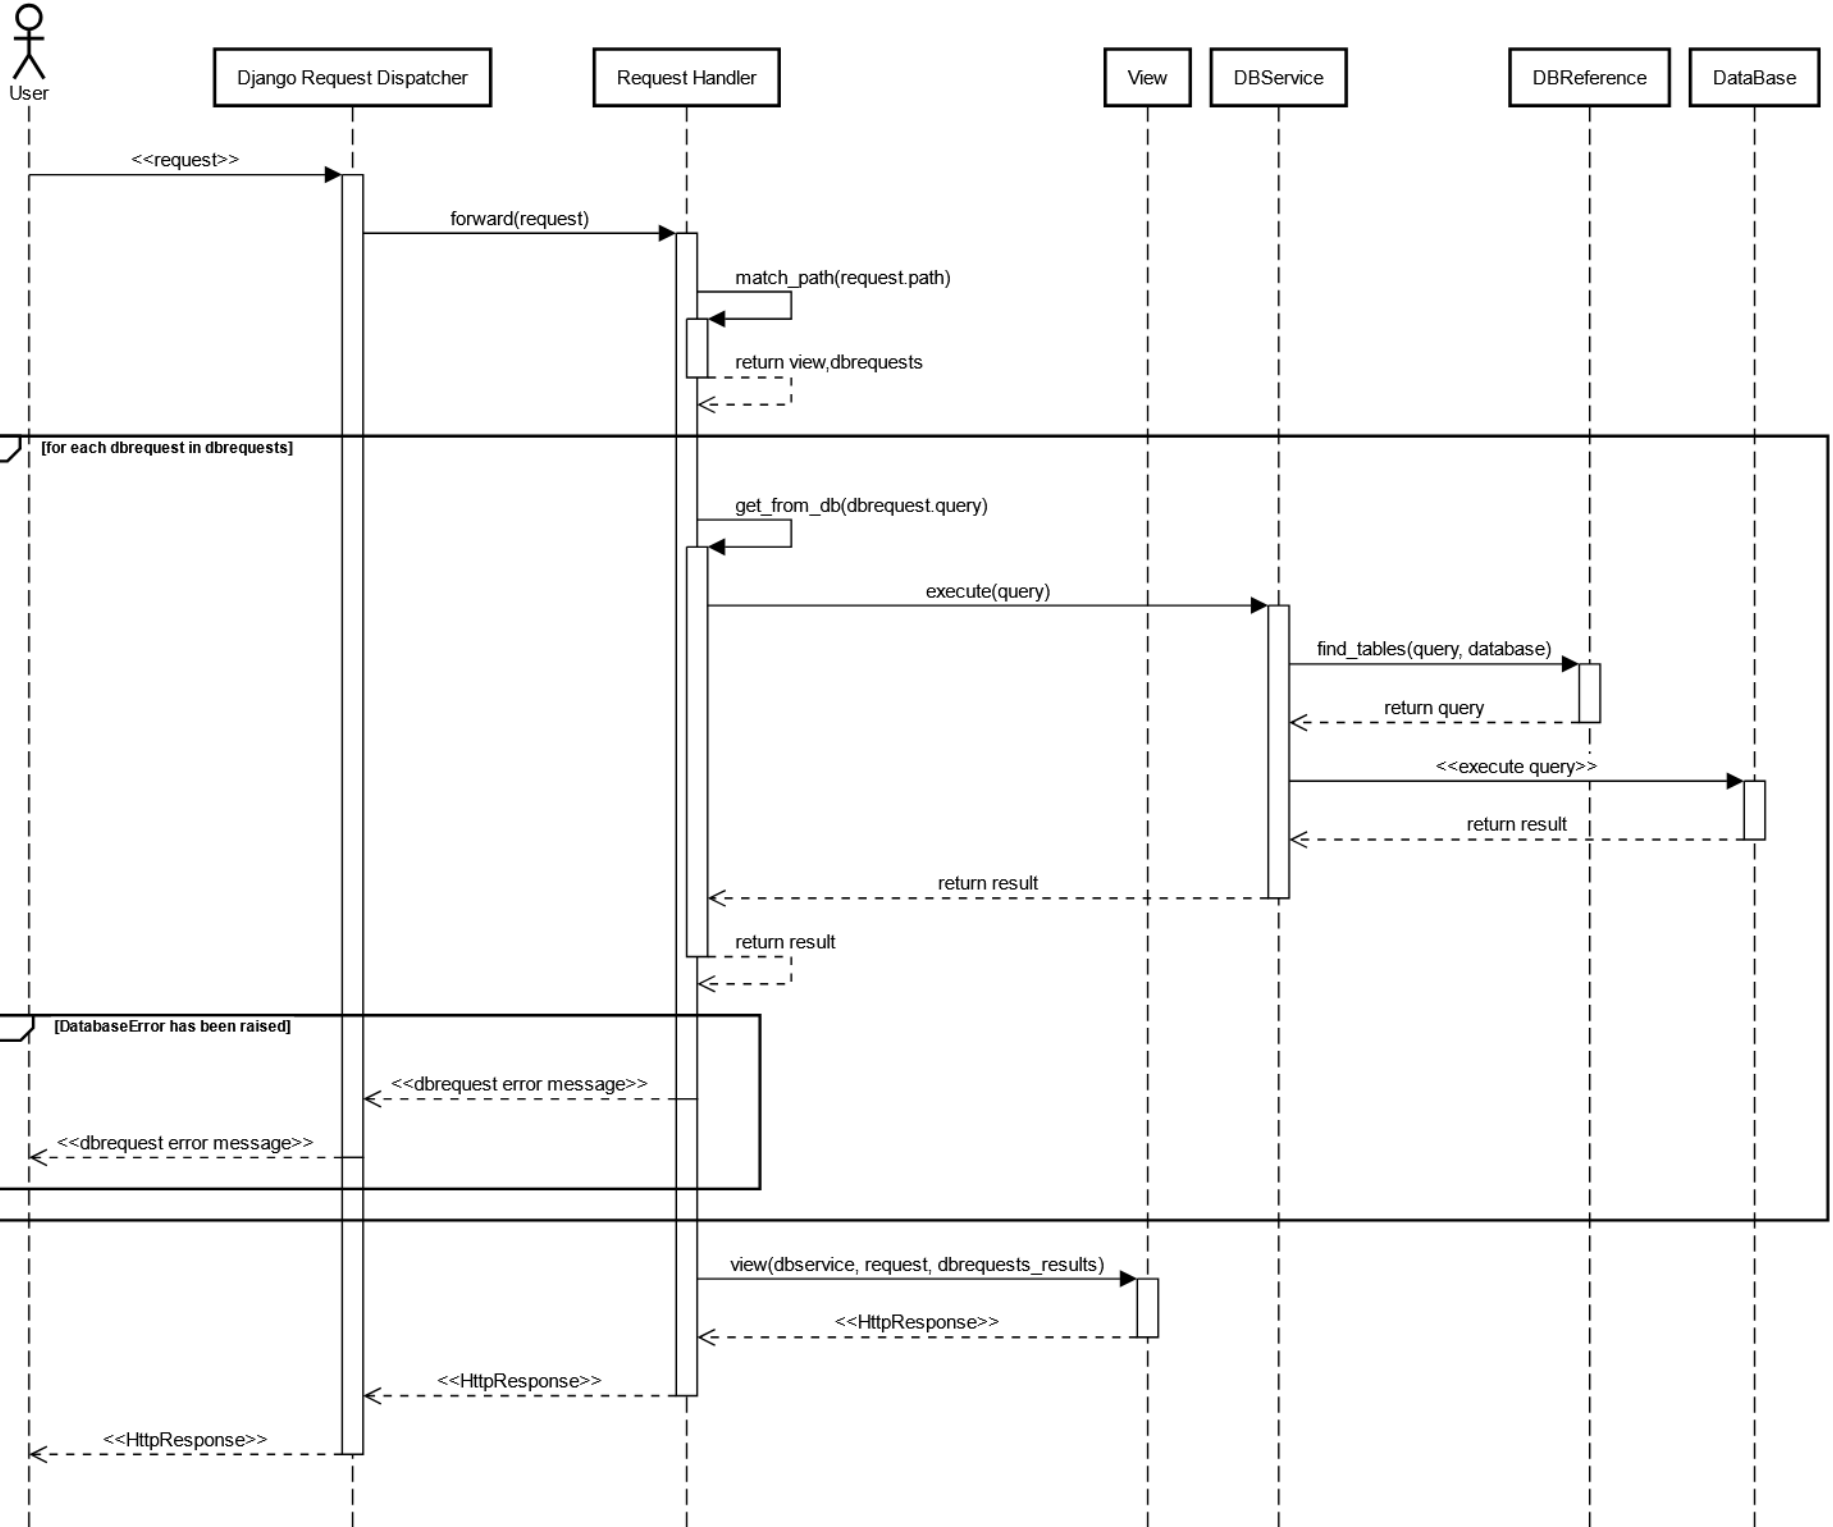 User
Django Request Dispatcher
Request Handler
View
DBService
DBReference
DataBase
<<request>>
forward(request)
match_path(request.path)
return view,dbrequests
[for each dbrequest in dbrequests]
get_from_db(dbrequest.query)
execute(query)
find_tables(query, database)
return query
<<execute query>>
return result
return result
return result
[DatabaseError has been raised]
<<dbrequest error message>>
<<dbrequest error message>>
view(dbservice, request, dbrequests_results)
<<HttpResponse>>
<<HttpResponse>>
<<HttpResponse>>